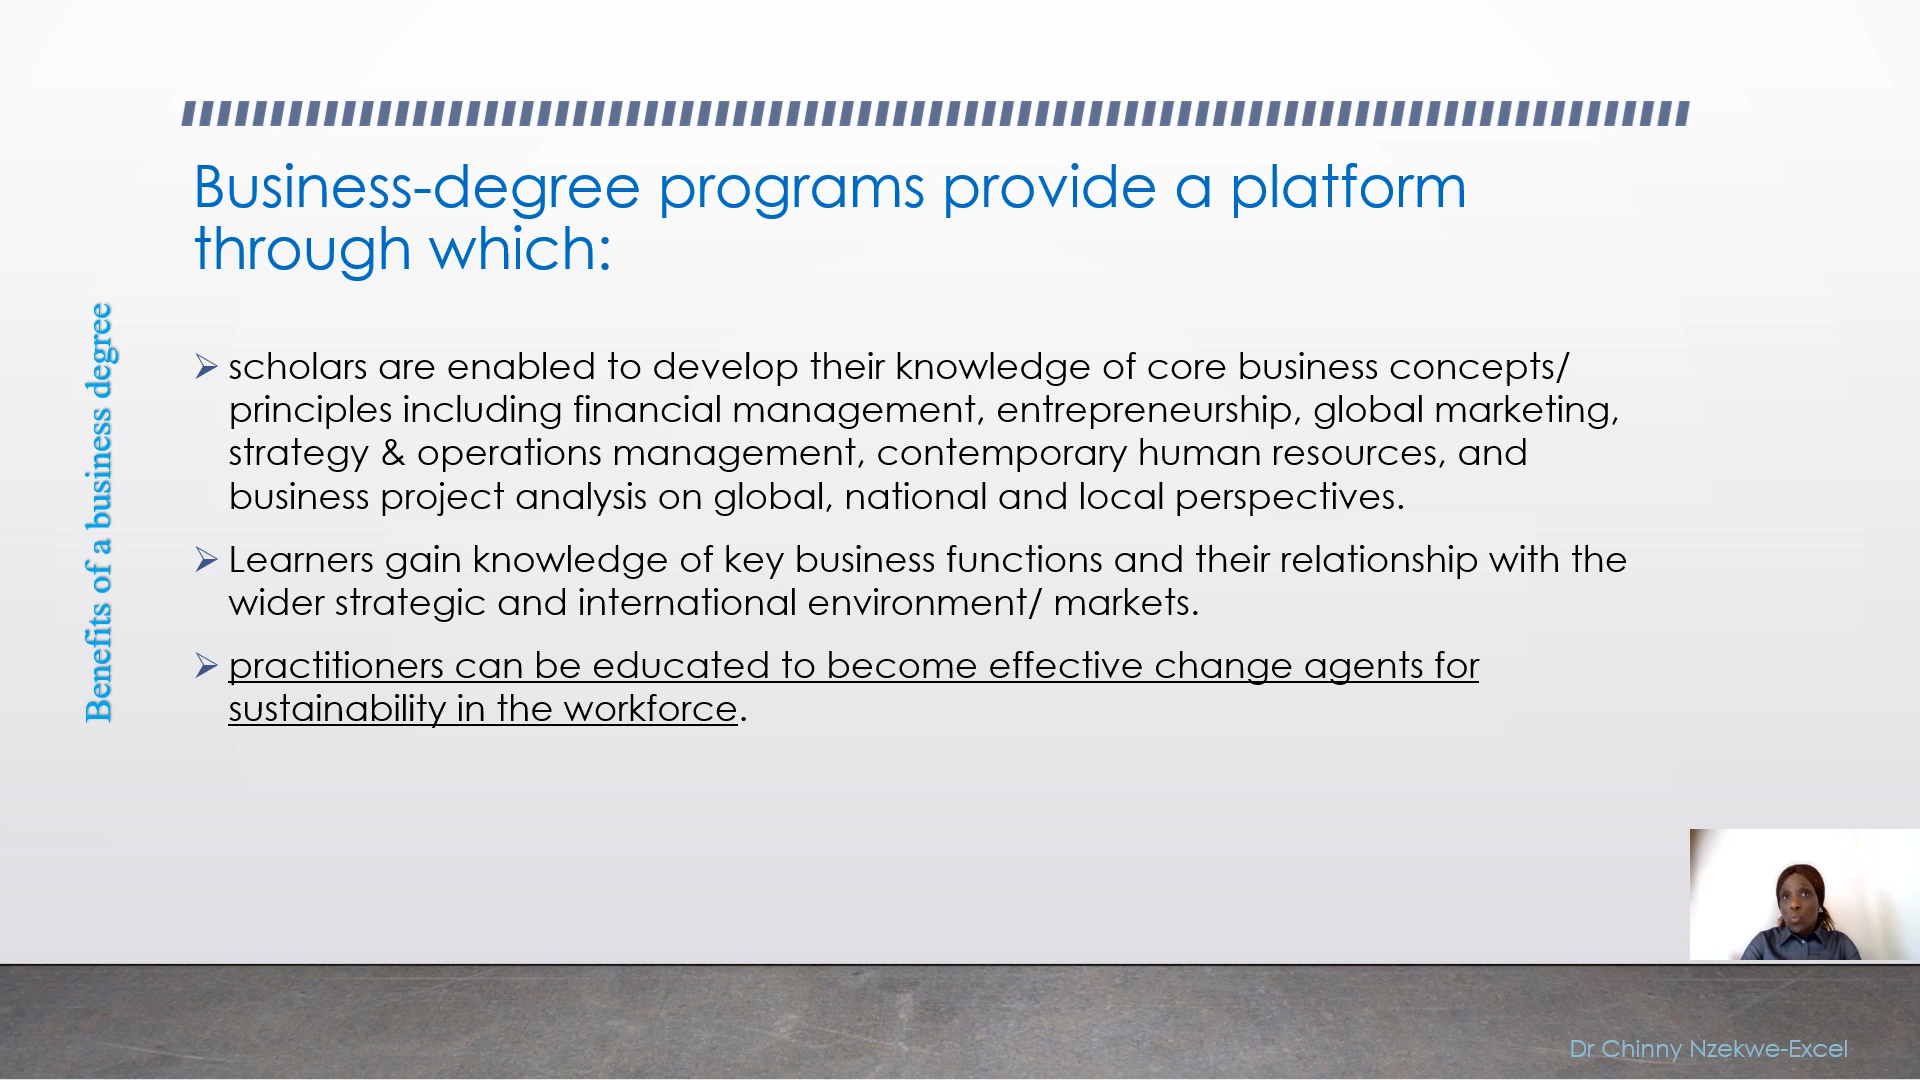 Business-degree programs provide a platform
through which:
Benefits of a business degree
scholars are enabled to develop their knowledge of core business concepts/
principles including financial management, entrepreneurship, global marketing,
strategy & operations management, contemporary human resources, and
business project analysis on global, national and local perspectives.
Learners gain knowledge of key business functions and their relationship with the
wider strategic and international environment/ markets.
practitioners can be educated to become effective change agents for
sustainability in the workforce.
Dr Chinny Nzekwe-Excel